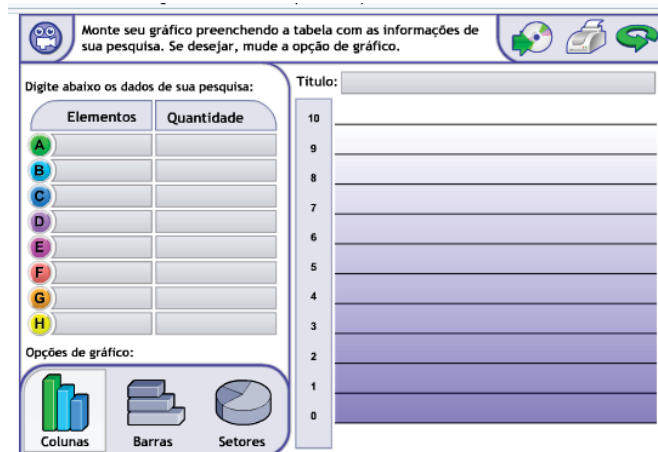 Monte seu gráfico preenchendo a tabela com as informações de
sua pesquisa. Se desejar, mude a opção de gráfico.
Digite abaixo os dados de sua pesquisa:
Elementos Quantidade
A
B
C
D
E
F
G
H
Opções de gráfico:
Colunas Barras Setores
Título:
10
9
8
7
6
5
4
3
2
1
0